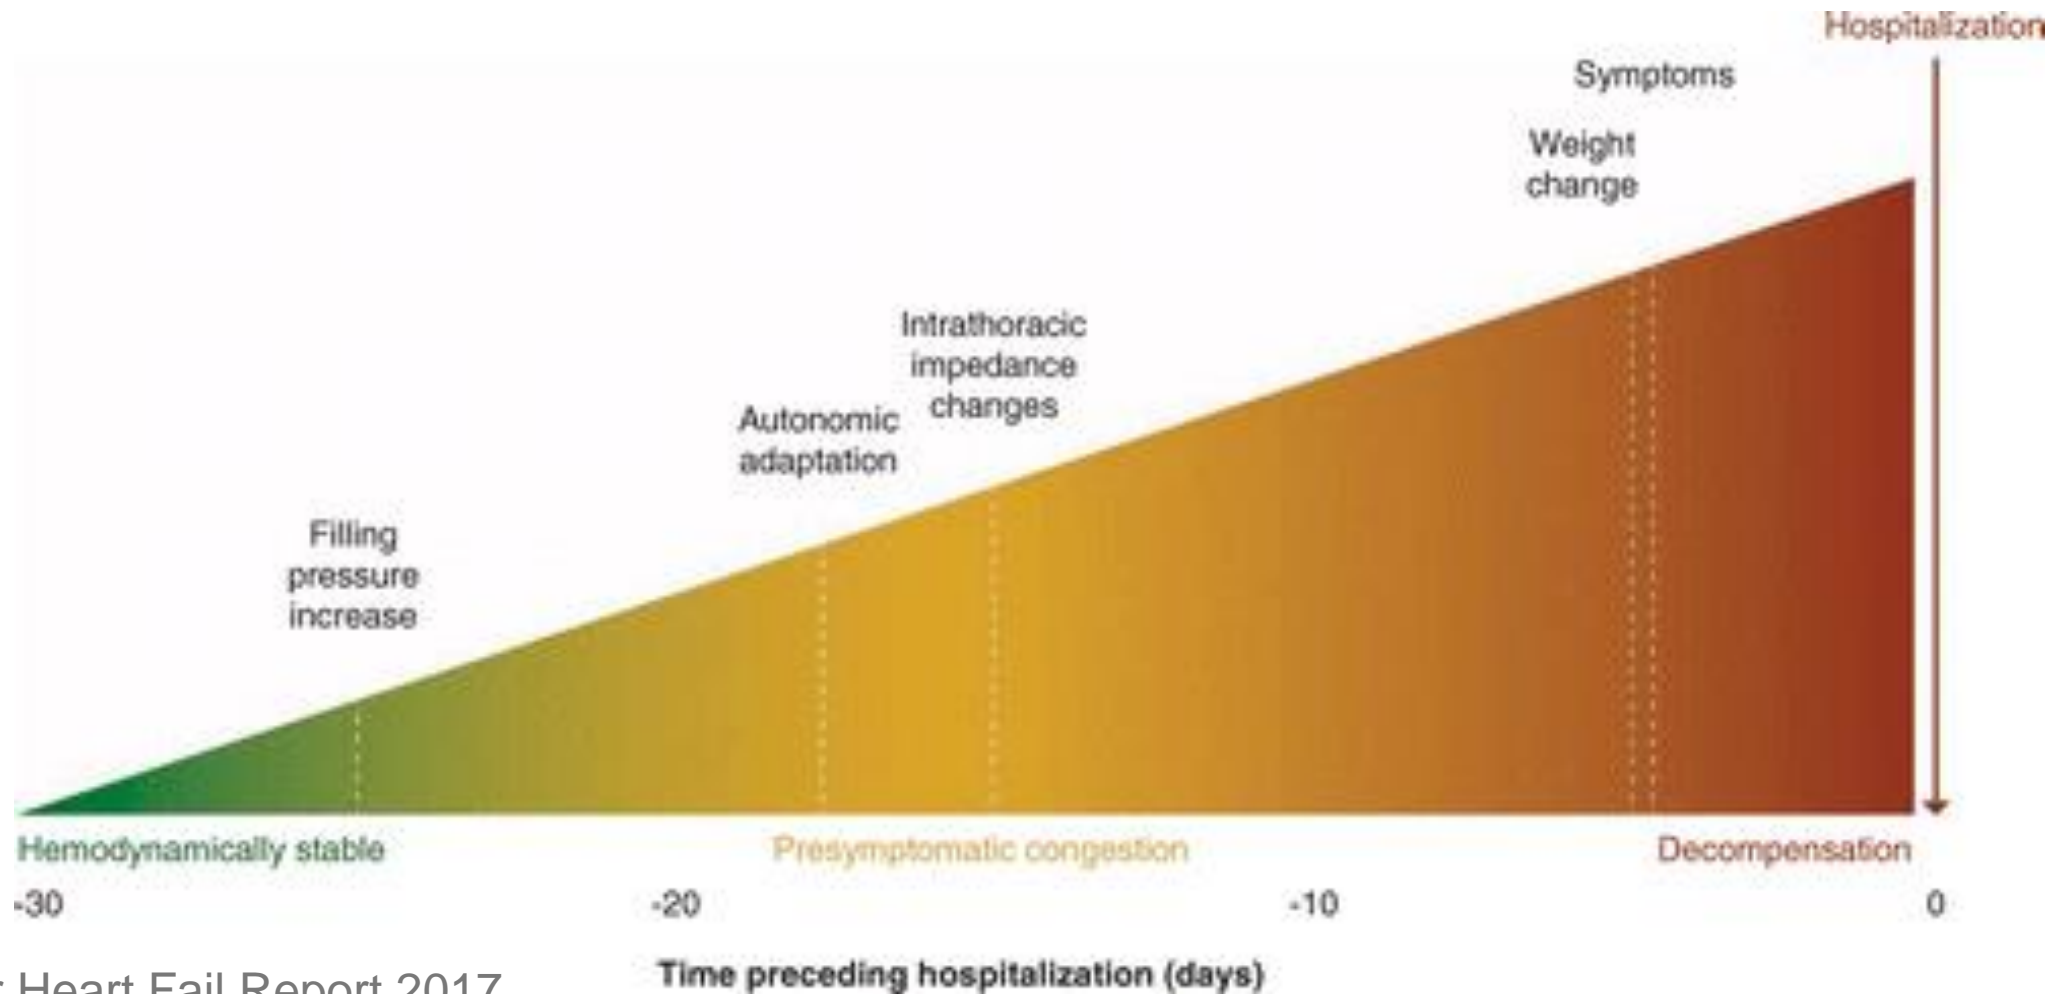 Hospitalization
Symptoms
Weight
change
Intrathoracic
impedance
changes
Autonomic
adaptation
Filling
pressure
increase
Hemodynamically stable
Presymptomatic congestion
Decompensation
-30
-20
-10
0
Time preceding hospitalization (days)
Heart Fail Report 2017